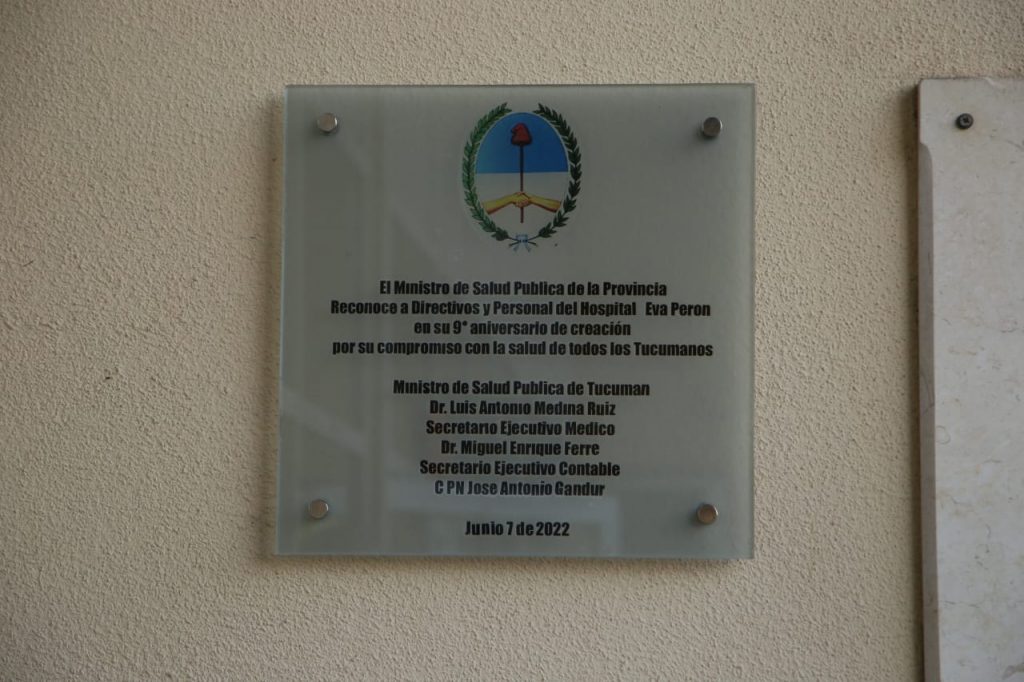 El Ministro de Salud Publica de la Provincia
Reconoce a Directivos y Personal del Hospital Eva Peron
en su 9° aniversario de creación
por su compromiso con la salud de todos los Tucumanos
Ministro de Salud Publica de Tucuman
Dr. Luis Antonio Medina Ruiz
Secretario Ejecutivo Medico
Dr. Miguel Enrique Ferre
Secretario Ejecutivo Contable
C PN Jose Antonio Gandur
Junio 7 de 2022